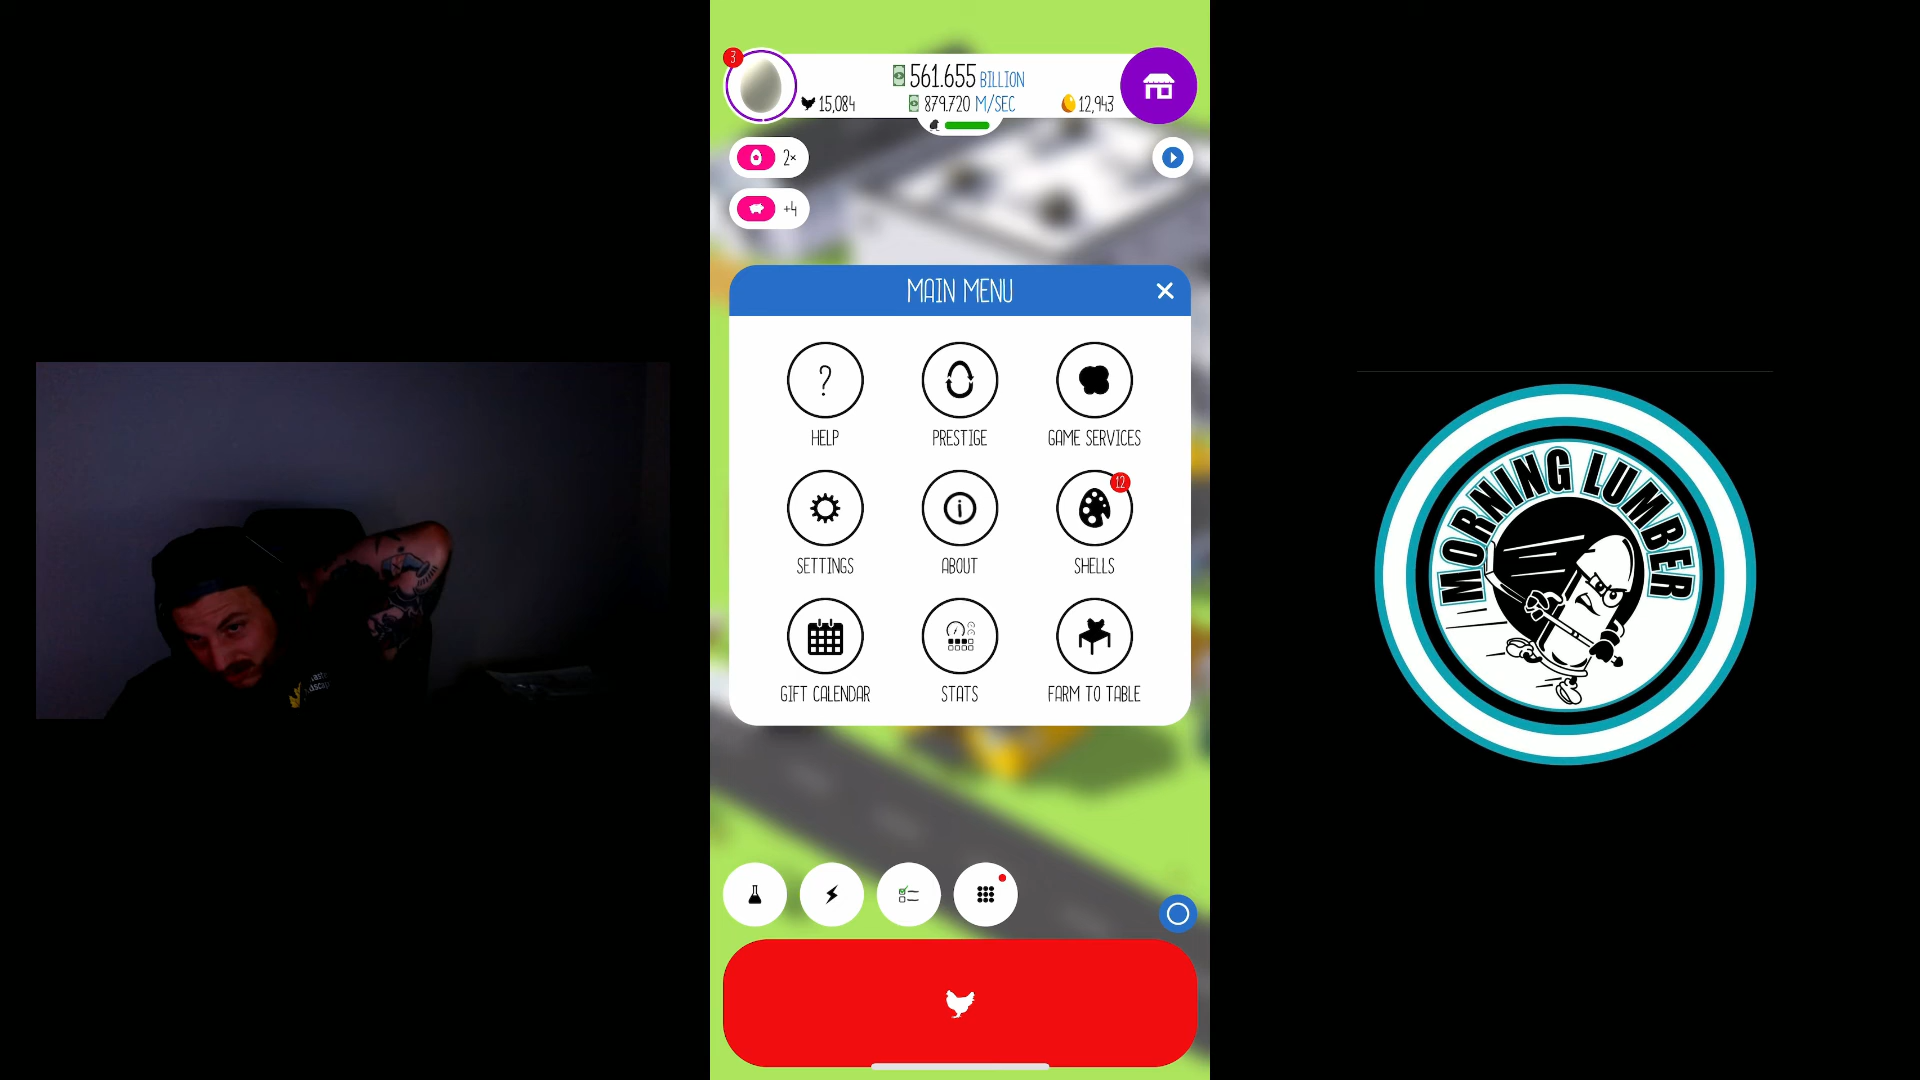 3
561.655 BILLION
15,084
879.720 M/SEC
12,943
2×
+4
MAIN MENU
?
HELP
PRESTIGE
GAME SERVICES
12
SETTINGS
ABOUT
SHELLS
GIFT CALENDAR
STATS
FARM TO TABLE
MORNING LUMBER